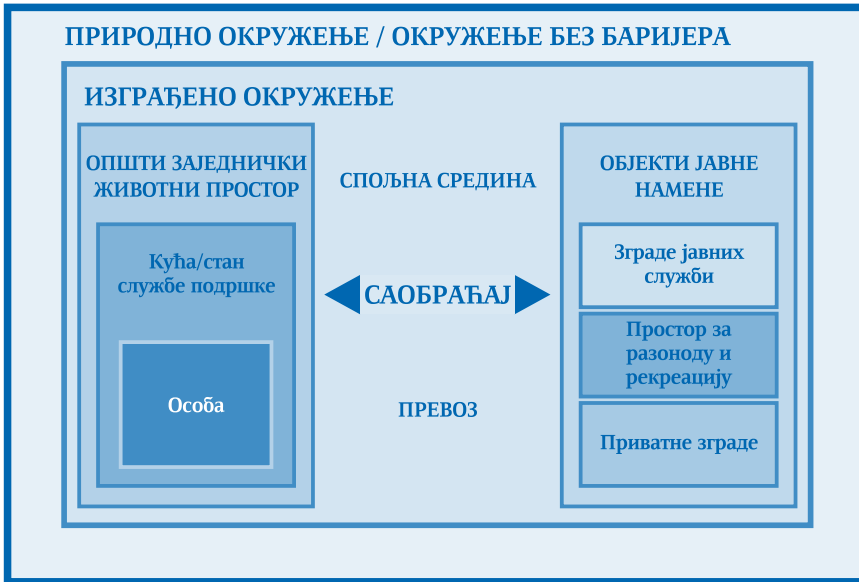 ПРИРОДНО ОКРУЖЕЊЕ / ОКРУЖЕЊЕ БЕЗ БАРИЈЕРА
ИЗГРАЂЕНО ОКРУЖЕЊЕ
ОПШТИ ЗАЈЕДНИЧКИ
ЖИВОТНИ ПРОСТОР
Кућа/стан
службе подршке
Особа
СПОЉНА СРЕДИНА
САОБРАЋАЈ
ПРЕВОЗ
ОБЈЕКТИ ЈАВНЕ
НАМЕНЕ
Зграде јавних
служби
Простор за
разоноду и
рекреацију
Приватне зграде